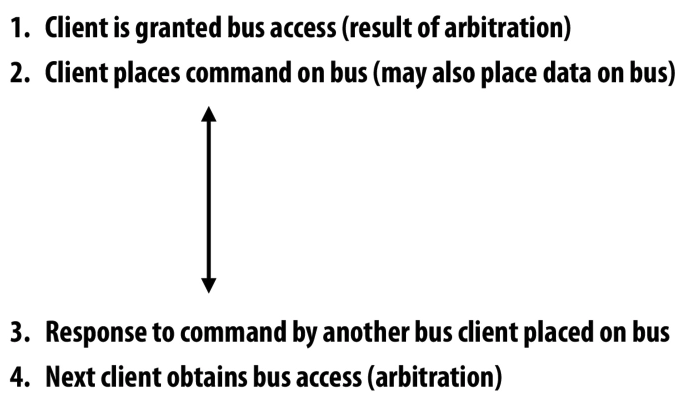 1. Client is granted bus access (result of arbitration)
2. Client places command on bus (may also place data on bus)
3. Response to command by another bus client placed on bus
4. Next client obtains bus access (arbitration)